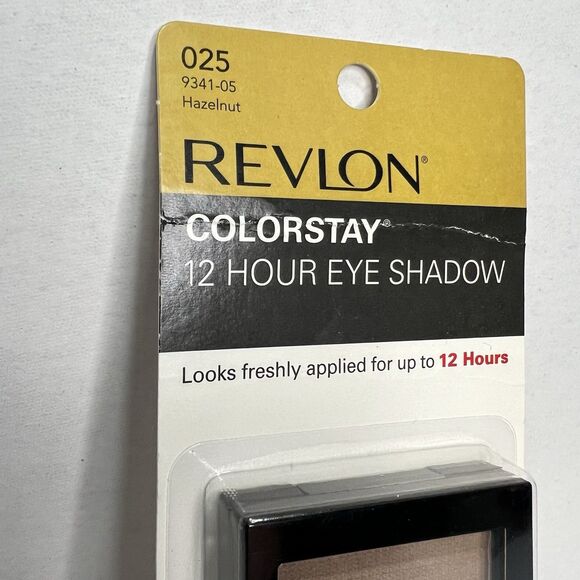 025
9341-05
Hazelnut
REVLON®
COLORSTAY®
12 HOUR EYE SHADOW
Looks freshly applied for up to 12 Hours